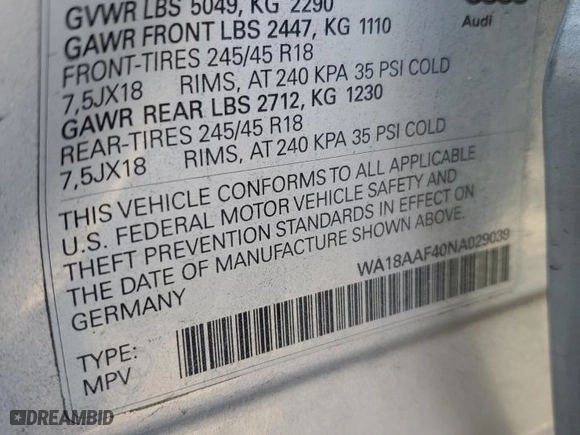 GVWR LBS 5049, KG 2290
GAWR FRONT LBS 2447, KG 1110
FRONT-TIRES 245/45 R18
7,5JX18 RIMS, AT 240 KPA 35 PSI COLD
GAWR REAR LBS 2712, KG 1230
REAR-TIRES 245/45 R18
7,5JX18 RIMS, AT 240 KPA 35 PSI COLD
Audi
THIS VEHICLE CONFORMS TO ALL APPLICABLE
U.S. FEDERAL MOTOR VEHICLE SAFETY AND
THEFT PREVENTION STANDARDS IN EFFECT ON
THE DATE OF MANUFACTURE SHOWN ABOVE.
GERMANY
WA18AAF40NA029039
TYPE:
MPV
DREAMBID